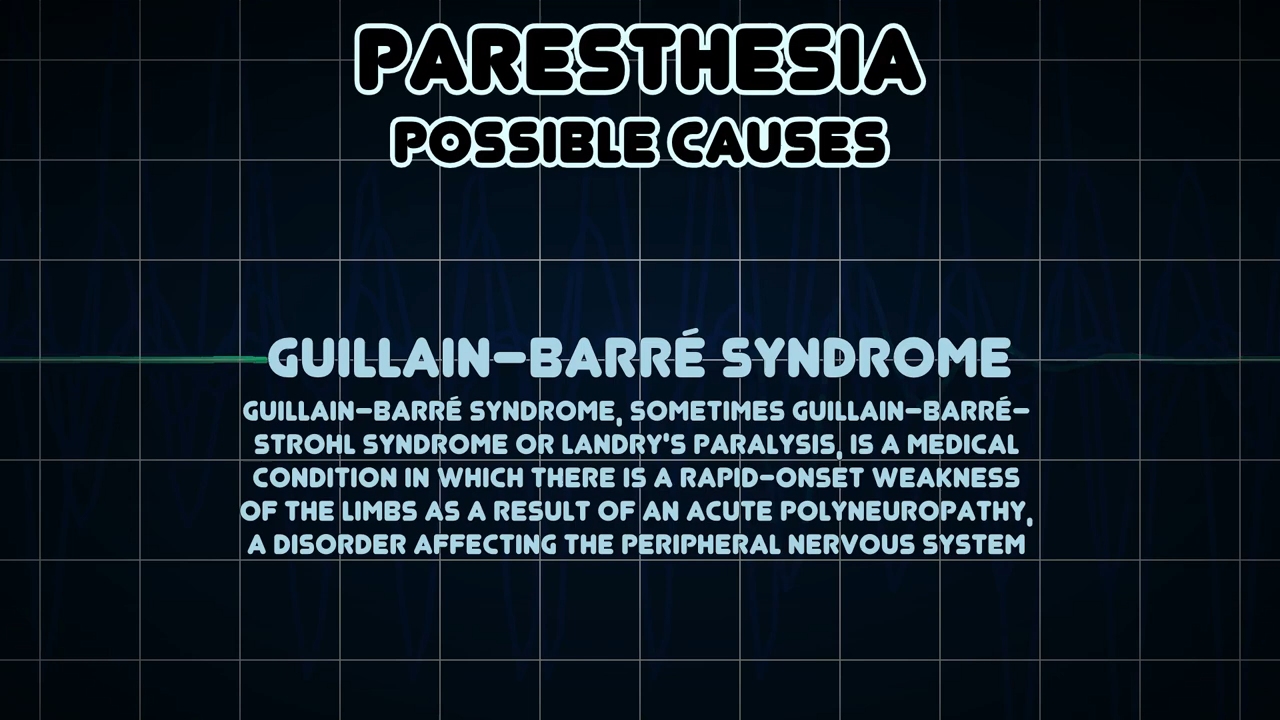 PARESTHESIA
POSSIBLE CAUSES
GUILLAIN-BARRÉ SYNDROME
GUILLAIN-BARRÉ SYNDROME, SOMETIMES GUILLAIN-BARRÉ-
STROHL SYNDROME OR LANDRY'S PARALYSIS, IS A MEDICAL
CONDITION IN WHICH THERE IS A RAPID-ONSET WEAKNESS
OF THE LIMBS AS A RESULT OF AN ACUTE POLYNEUROPATHY,
A DISORDER AFFECTING THE PERIPHERAL NERVOUS SYSTEM